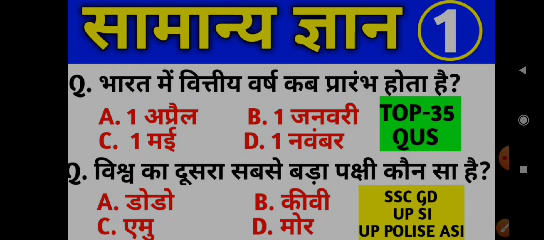 सामान्य ज्ञान 1
Q. भारत में वित्तीय वर्ष कब प्रारंभ होता है?
A. 1 अप्रैल B. 1 जनवरी
C. 1 मई D. 1 नवंबर
TOP-35
QUS
Q. विश्व का दूसरा सबसे बड़ा पक्षी कौन सा है?
A. डोडो B. कीवी
C. एमु D. मोर
SSC GD
UP SI
UP POLISE ASI